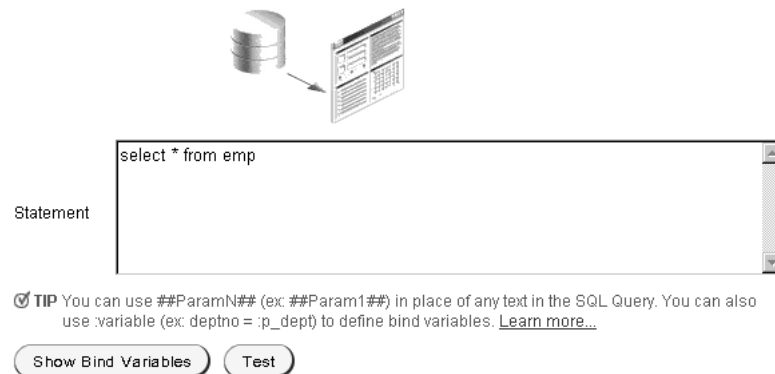 select * from emp
Statement
TIP You can use ##ParamN## (ex: ##Param1##) in place of any text in the SQL Query. You can also
use :variable (ex: deptno = :p_dept) to define bind variables. Learn more...
Show Bind Variables Test